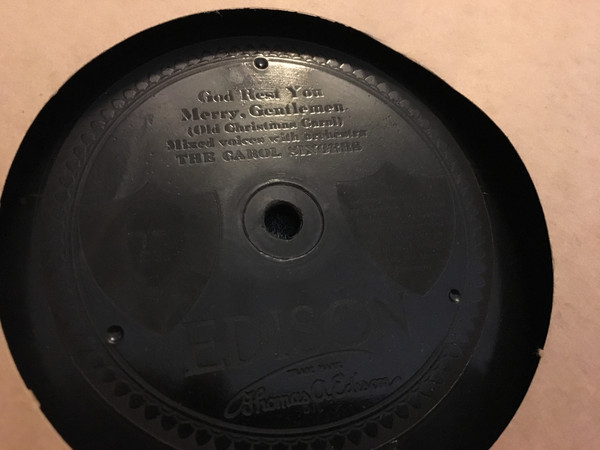 God Rest You
Merry, Gentlemen
(Old Christmas Carol)
Mixed voices with orchestra
THE CAROL SINGERS
EDISON
TRADE MARK
Thomas A. Edison